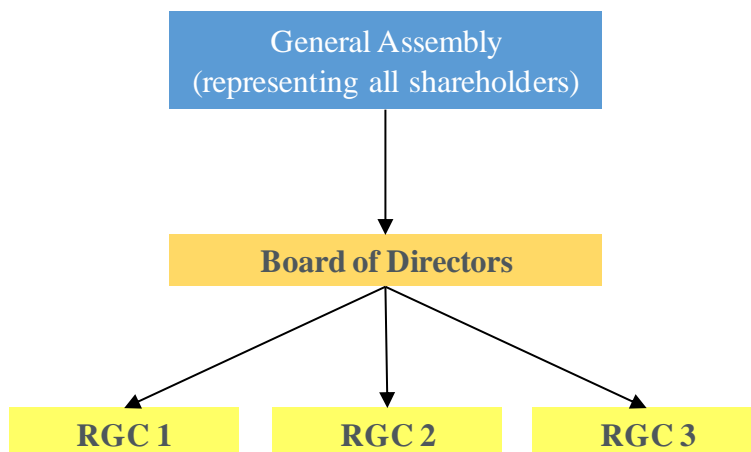 General Assembly
(representing all shareholders)
Board of Directors
RGC 1
RGC 2
RGC 3